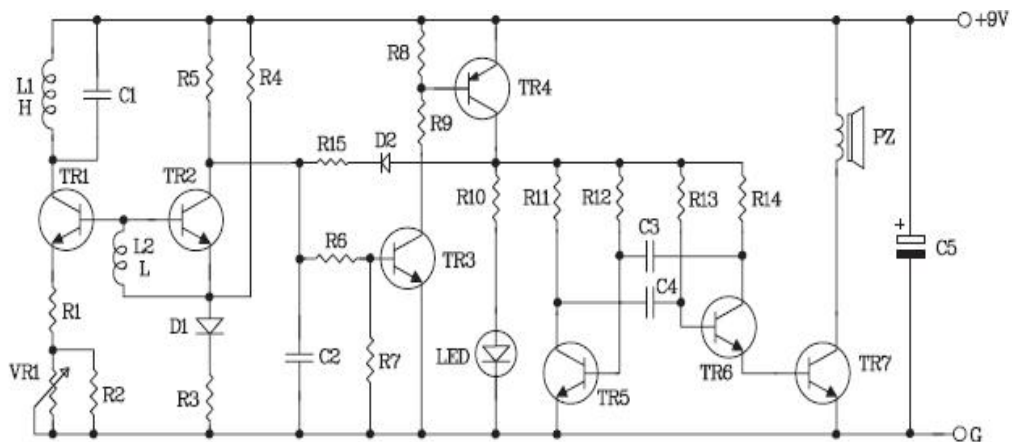 +9V
R8
L1
H
C1
R5
R4
TR4
R9
PZ
R15
D2
TR1
TR2
R10
R11
R12
R13
R14
L2
L
R6
TR3
C3
C5
+
C4
R1
D1
C2
R7
LED
TR5
TR6
TR7
VR1
R2
R3
G